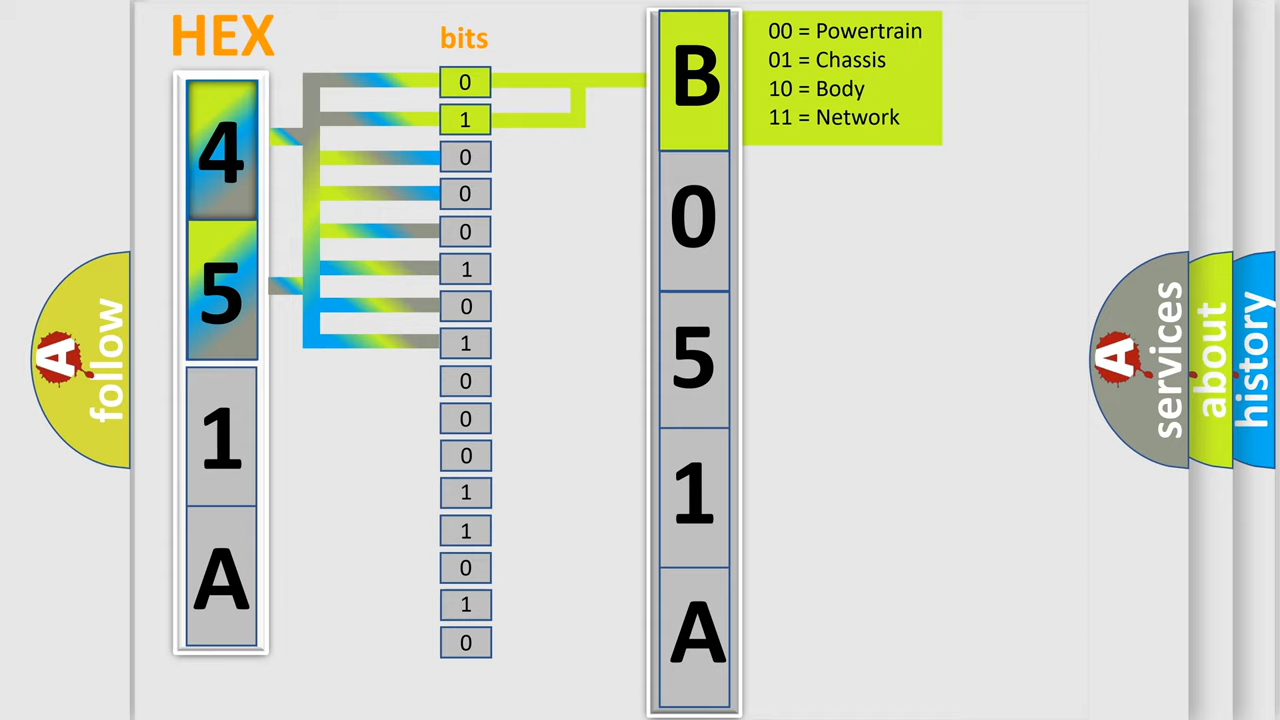 HEX
bits
4
5
1
A
0
1
0
0
0
1
0
1
0
0
0
1
1
0
1
0
B
0
5
1
A
00 = Powertrain
01 = Chassis
10 = Body
11 = Network
A
follow
A
services
about
history